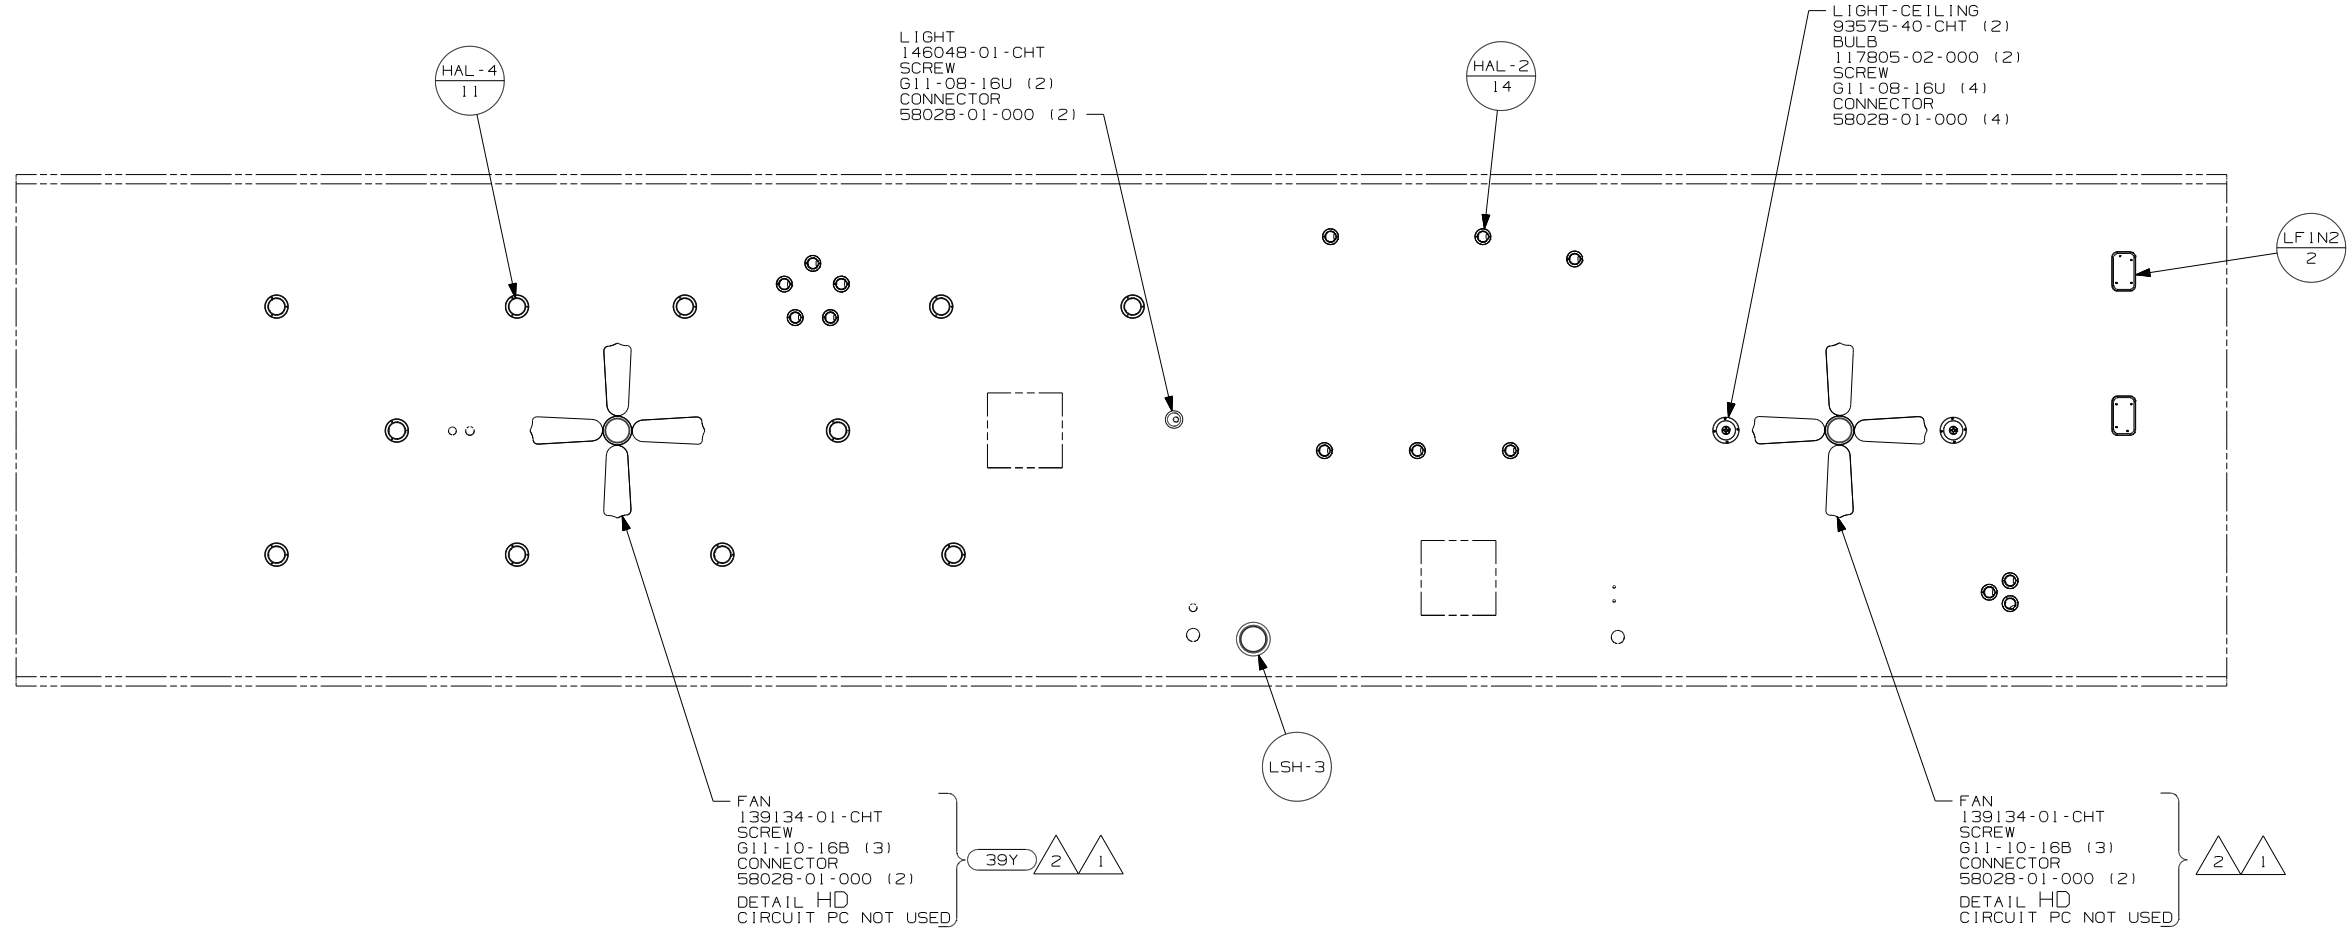 LIGHT-CEILING
93575-40-CHT (2)
BULB
117805-02-000 (2)
SCREW
G11-08-16U (4)
CONNECTOR
58028-01-000 (4)
LIGHT
146048-01-CHT
SCREW
G11-08-16U (2)
CONNECTOR
58028-01-000 (2)
HAL-4
11
HAL-2
14
LF1N2
2
LSH-3
FAN
139134-01-CHT
SCREW
G11-10-16B (3)
CONNECTOR
58028-01-000 (2)
DETAIL HD
CIRCUIT PC NOT USED
39Y
2
1
FAN
139134-01-CHT
SCREW
G11-10-16B (3)
CONNECTOR
58028-01-000 (2)
DETAIL HD
CIRCUIT PC NOT USED
2
1